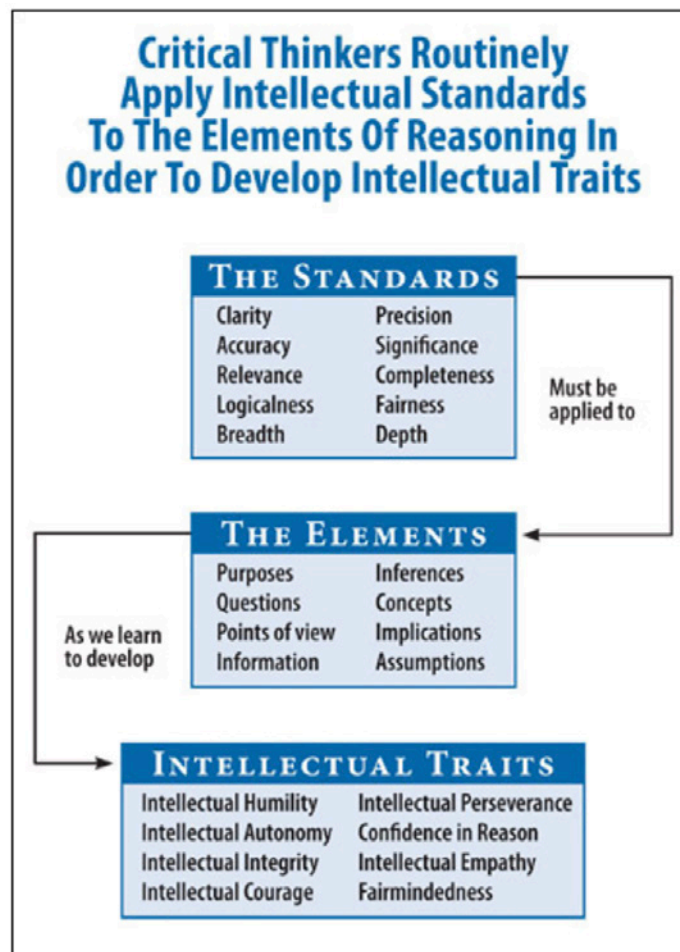 Critical Thinkers Routinely
Apply Intellectual Standards
To The Elements Of Reasoning In
Order To Develop Intellectual Traits
THE STANDARDS
Clarity Precision
Accuracy Significance
Relevance Completeness
Logicalness Fairness
Breadth Depth
Must be
applied to
THE ELEMENTS
Purposes Inferences
Questions Concepts
Points of view Implications
Information Assumptions
As we learn
to develop
INTELLECTUAL TRAITS
Intellectual Humility Intellectual Perseverance
Intellectual Autonomy Confidence in Reason
Intellectual Integrity Intellectual Empathy
Intellectual Courage Fairmindedness